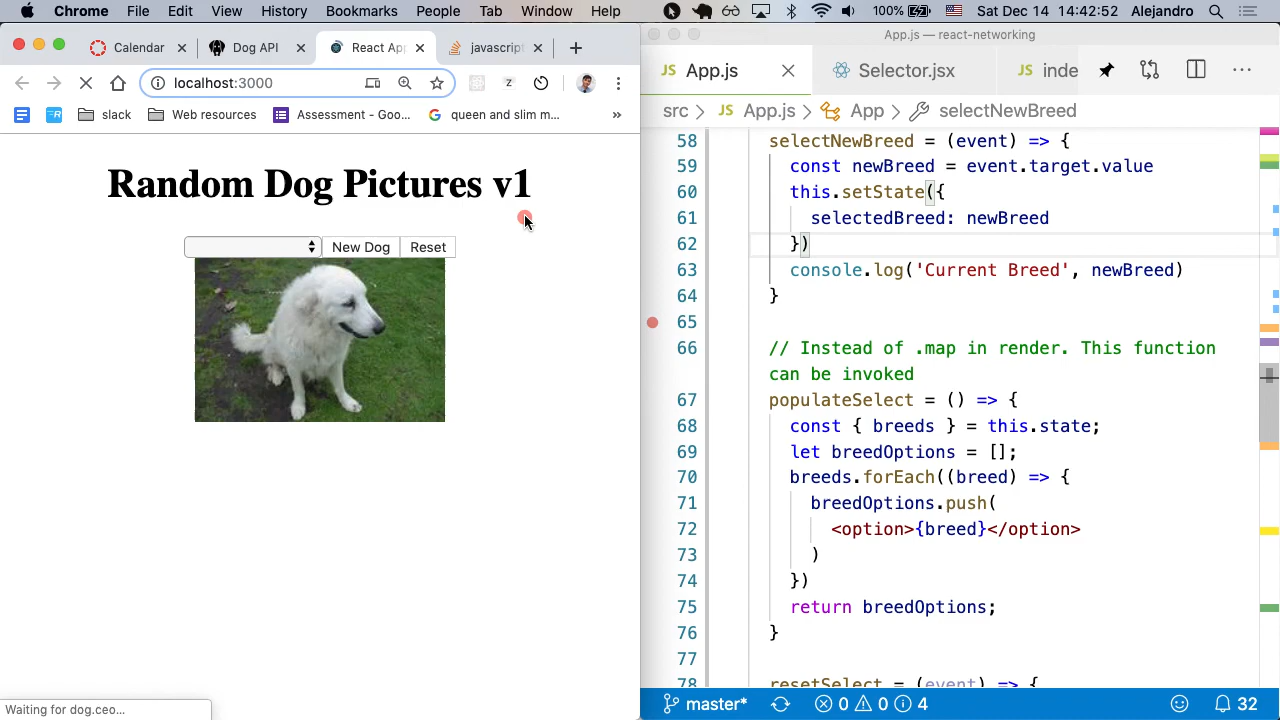 Chrome File Edit View History Bookmarks People Tab Window Help 100% Sat Dec 14 14:42:52 Alejandro
Calendar
Dog API
React Ap
javascript
localhost:3000
Z
slack
Web resources
Assessment - Goo...
queen and slim m...
»
Random Dog Pictures v1
New Dog
Reset
Waiting for dog.ceo...
App.js — react-networking
JS App.js
Selector.jsx
JS inde
src > JS App.js > App > selectNewBreed
58 selectNewBreed = (event) => {
59 const newBreed = event.target.value
60 this.setState({
61 selectedBreed: newBreed
62 })
63 console.log('Current Breed', newBreed)
64 }
65
66 // Instead of .map in render. This function
can be invoked
67 populateSelect = () => {
68 const { breeds } = this.state;
69 let breedOptions = [];
70 breeds.forEach((breed) => {
71 breedOptions.push(
72 <option>{breed}</option>
73 )
74 })
75 return breedOptions;
76 }
77
78 resetSelect = (event) => {
master* 0 0 4 32